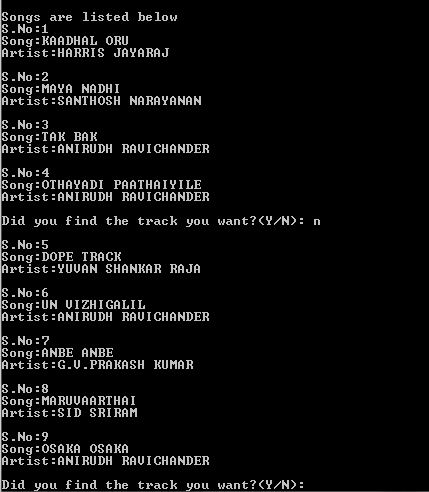 Songs are listed below
S.No:1
Song:KAADHAL ORU
Artist:HARRIS JAYARAJ
S.No:2
Song:MAYA NADHI
Artist:SANTHOSH NARAYANAN
S.No:3
Song:TAK BAK
Artist:ANIRUDH RAVICHANDER
S.No:4
Song:OTHAYADI PAATHAIYILE
Artist:ANIRUDH RAVICHANDER
Did you find the track you want?(Y/N): n
S.No:5
Song:DOPE TRACK
Artist:YUVAN SHANKAR RAJA
S.No:6
Song:UN VIZHIGALIL
Artist:ANIRUDH RAVICHANDER
S.No:7
Song:ANBE ANBE
Artist:G.V.PRAKASH KUMAR
S.No:8
Song:MARUVAARTHAI
Artist:SID SRIRAM
S.No:9
Song:OSAKA OSAKA
Artist:ANIRUDH RAVICHANDER
Did you find the track you want?(Y/N):